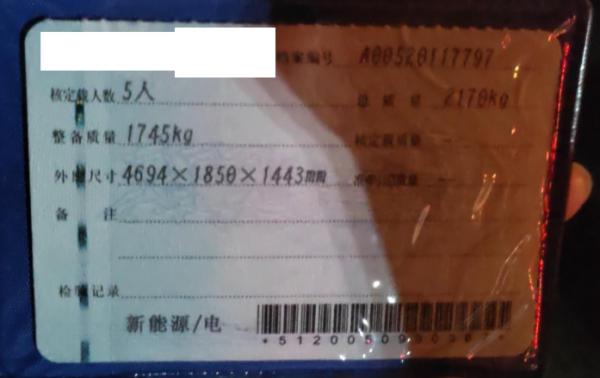 档案编号 A00520117797
核定载人数 5人 总质量 2170kg
整备质量 1745kg 核定载质量 —
外廓尺寸 4694×1850×1443mm 准牵引总质量 —
备注
检验记录
新能源/电